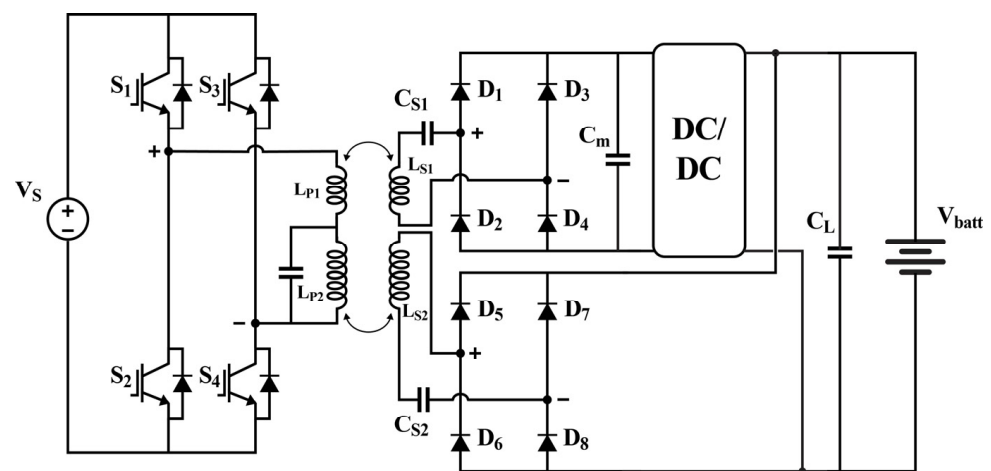 S1
S3
VS
+
−
+
−
S2
S4
LP1
LP2
CS1
LS1
LS2
CS2
D1
D3
+
−
D2
D4
Cm
DC/
DC
CL
Vbatt
D5
D7
+
−
D6
D8